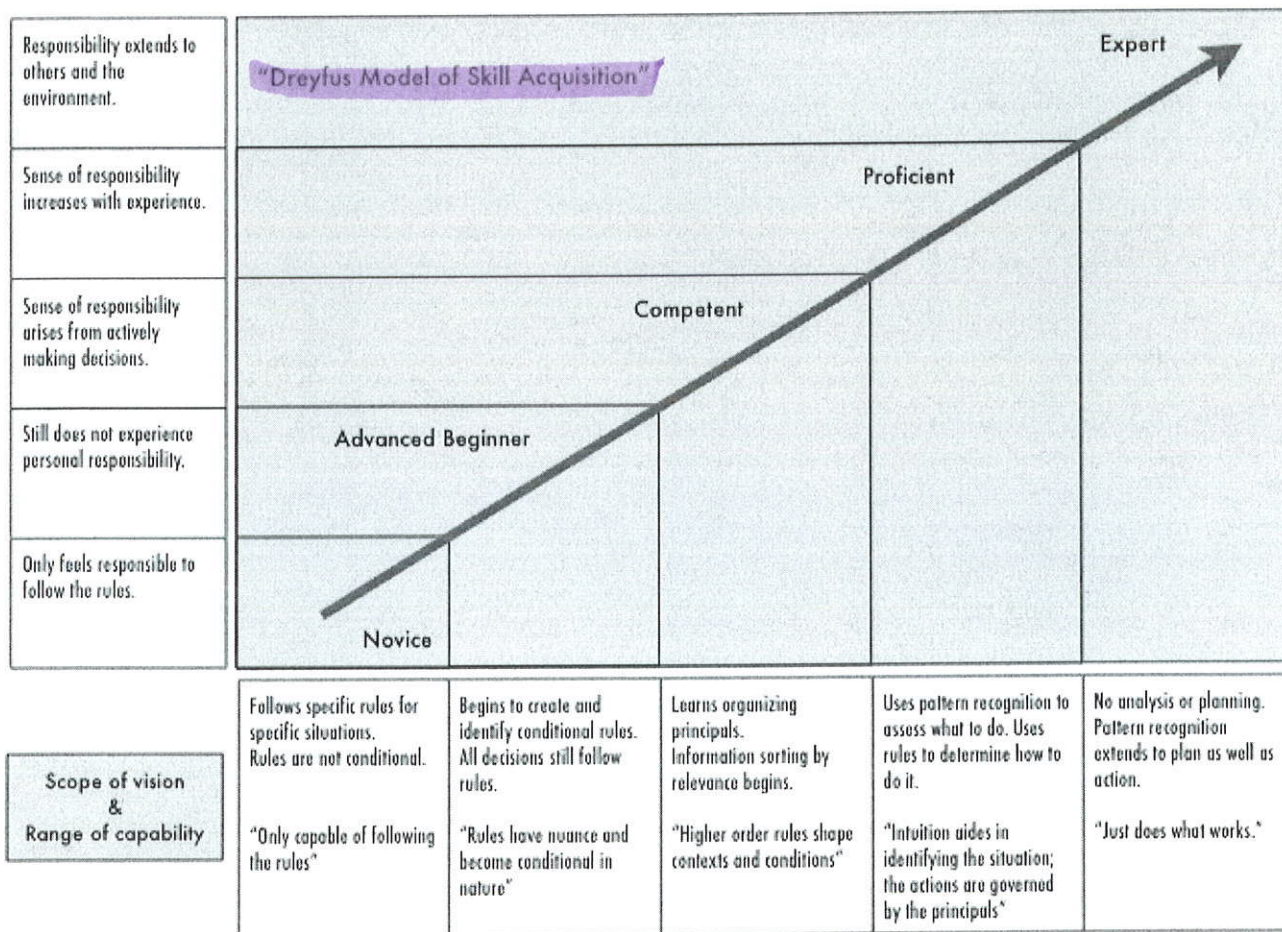 Responsibility extends to
others and the
environment.
"Dreyfus Model of Skill Acquisition"
Expert
Sense of responsibility
increases with experience.
Proficient
Sense of responsibility
arises from actively
making decisions.
Competent
Still does not experience
personal responsibility.
Advanced Beginner
Only feels responsible to
follow the rules.
Novice
Scope of vision
&
Range of capability
Follows specific rules for
specific situations.
Rules are not conditional.
"Only capable of following
the rules"
Begins to create and
identify conditional rules.
All decisions still follow
rules.
"Rules have nuance and
become conditional in
nature"
Learns organizing
principals.
Information sorting by
relevance begins.
"Higher order rules shape
contexts and conditions"
Uses pattern recognition to
assess what to do. Uses
rules to determine how to
do it.
"Intuition aides in
identifying the situation;
the actions are governed
by the principals"
No analysis or planning.
Pattern recognition
extends to plan as well as
action.
"Just does what works."